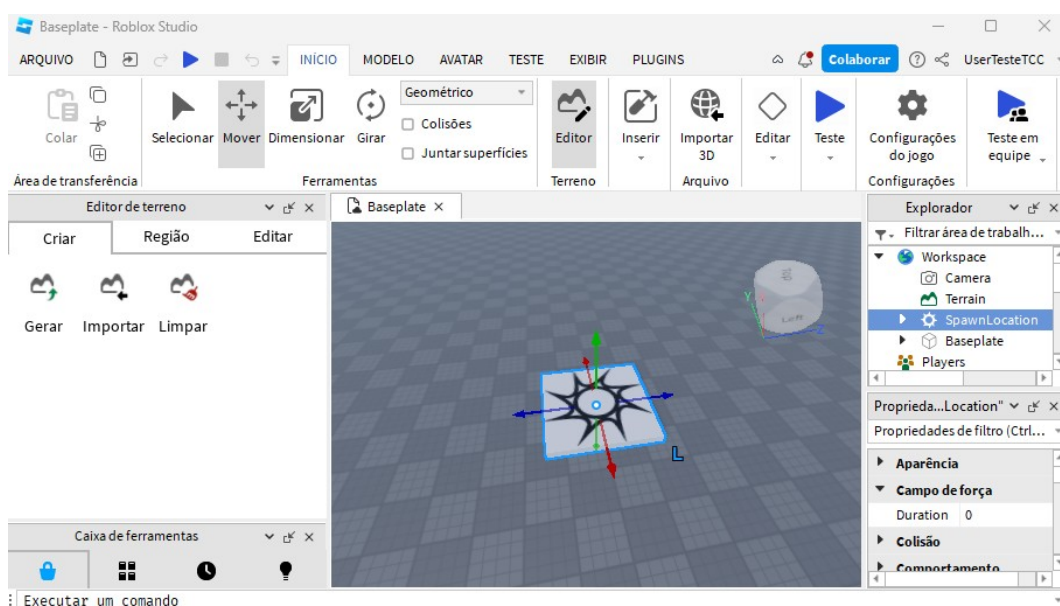 Baseplate - Roblox Studio
ARQUIVO INÍCIO MODELO AVATAR TESTE EXIBIR PLUGINS Colaborar UserTesteTCC
Geométrico
Colisões
Juntar superfícies
Colar Selecionar Mover Dimensionar Girar Editor Inserir Importar 3D Editar Teste Configurações do jogo Teste em equipe
Área de transferência Ferramentas Terreno Arquivo Configurações
Editor de terreno
Baseplate
Explorador
Criar Região Editar
Filtrar área de trabalh...
Workspace
Camera
Terrain
SpawnLocation
Baseplate
Players
Gerar Importar Limpar
Y
Z
Left
L
Proprieda...Location"
Propriedades de filtro (Ctrl...
Aparência
Campo de força
Duration 0
Colisão
Comportamento
Caixa de ferramentas
Executar um comando